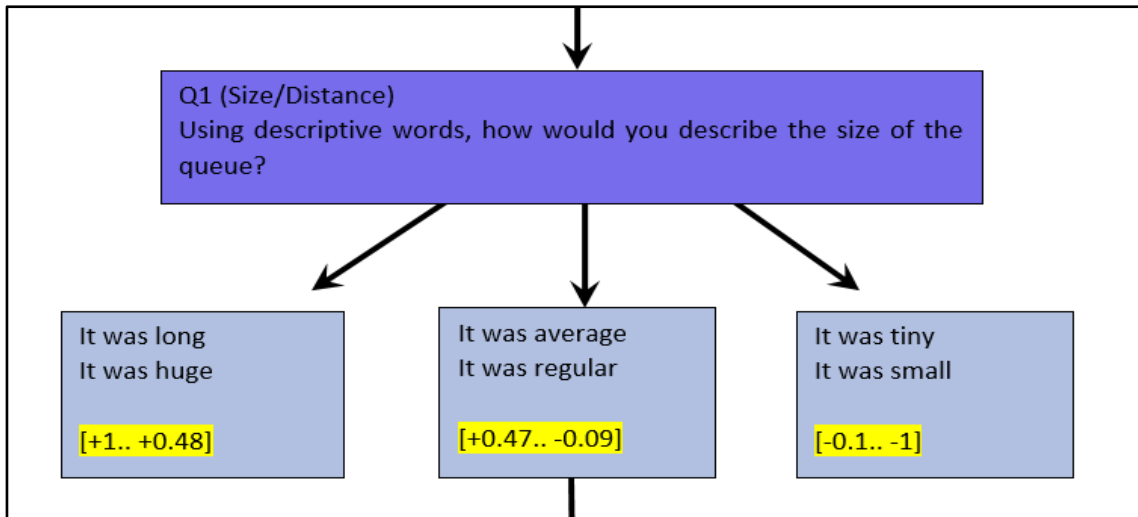 Q1 (Size/Distance)
Using descriptive words, how would you describe the size of the
queue?
It was long
It was huge
[+1.. +0.48]
It was average
It was regular
[+0.47.. -0.09]
It was tiny
It was small
[-0.1.. -1]